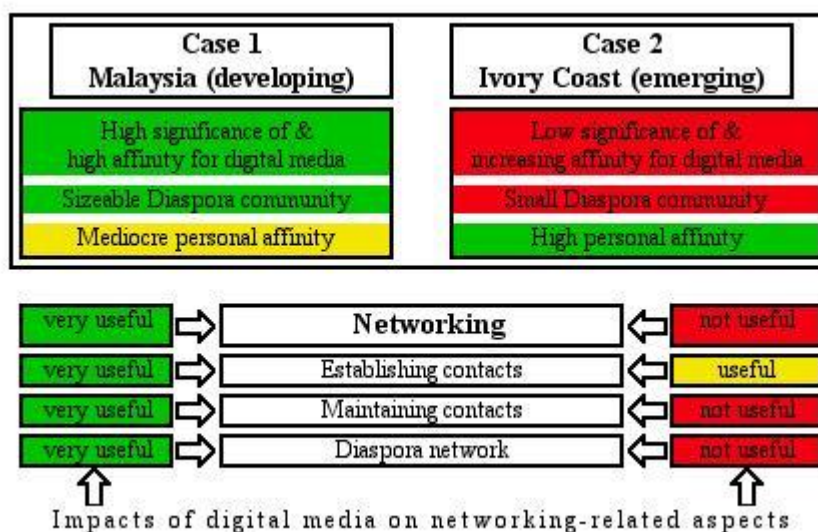 Case 1
Malaysia (developing)
High significance of &
high affinity for digital media
Sizeable Diaspora community
Mediocre personal affinity
Case 2
Ivory Coast (emerging)
Low significance of &
increasing affinity for digital media
Small Diaspora community
High personal affinity
very useful Networking not useful
very useful Establishing contacts useful
very useful Maintaining contacts not useful
very useful Diaspora network not useful
Impacts of digital media on networking-related aspects